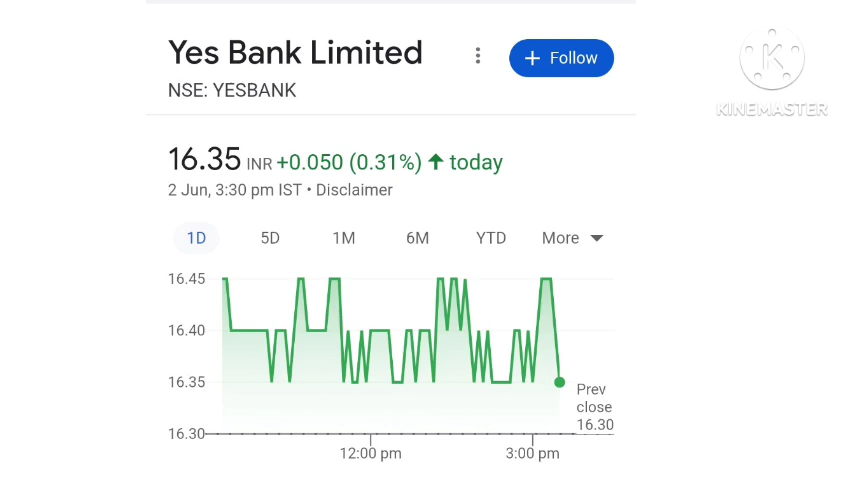 Yes Bank Limited
+ Follow
NSE: YESBANK
KINEMASTER
16.35 INR +0.050 (0.31%) ↑ today
2 Jun, 3:30 pm IST • Disclaimer
1D 5D 1M 6M YTD More
16.45
16.40
16.35
16.30
Prev
close
16.30
12:00 pm 3:00 pm